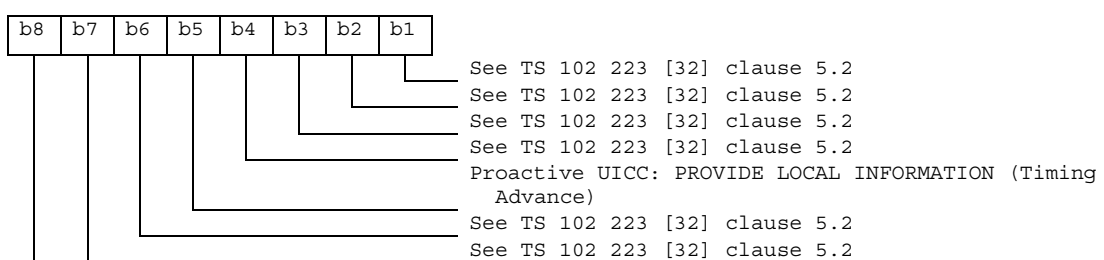 b8 b7 b6 b5 b4 b3 b2 b1
See TS 102 223 [32] clause 5.2
See TS 102 223 [32] clause 5.2
See TS 102 223 [32] clause 5.2
See TS 102 223 [32] clause 5.2
Proactive UICC: PROVIDE LOCAL INFORMATION (Timing
Advance)
See TS 102 223 [32] clause 5.2
See TS 102 223 [32] clause 5.2